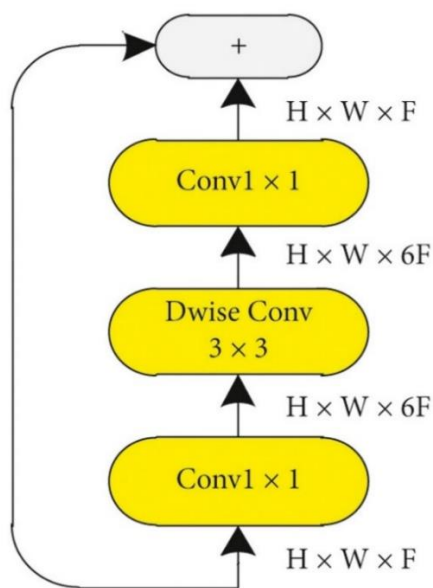 +
H × W × F
Conv1 × 1
H × W × 6F
Dwise Conv
3 × 3
H × W × 6F
Conv1 × 1
H × W × F